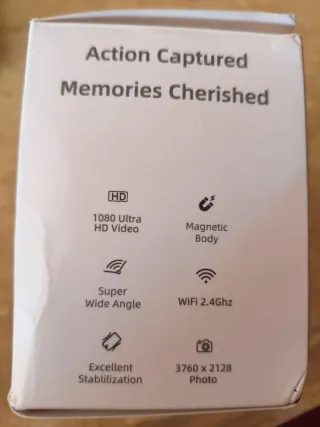 Action Captured
Memories Cherished
HD
1080 Ultra
HD Video
Magnetic
Body
Super
Wide Angle
WiFi 2.4Ghz
Excellent
Stablilization
3760 x 2128
Photo